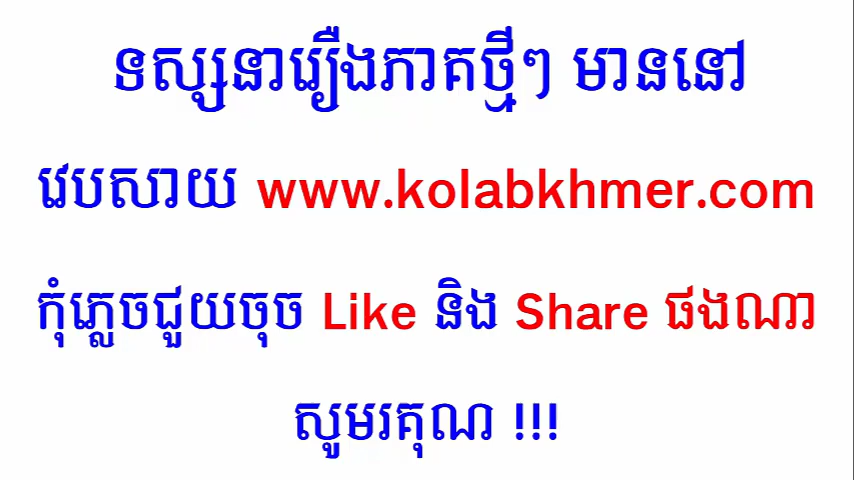 ទស្សនារឿងភាគថ្មីៗ មាននៅ
វេបសាយ www.kolabkhmer.com
កុំភ្លេចជួយចុច Like និង Share ផងណា
សូមរគុណ !!!